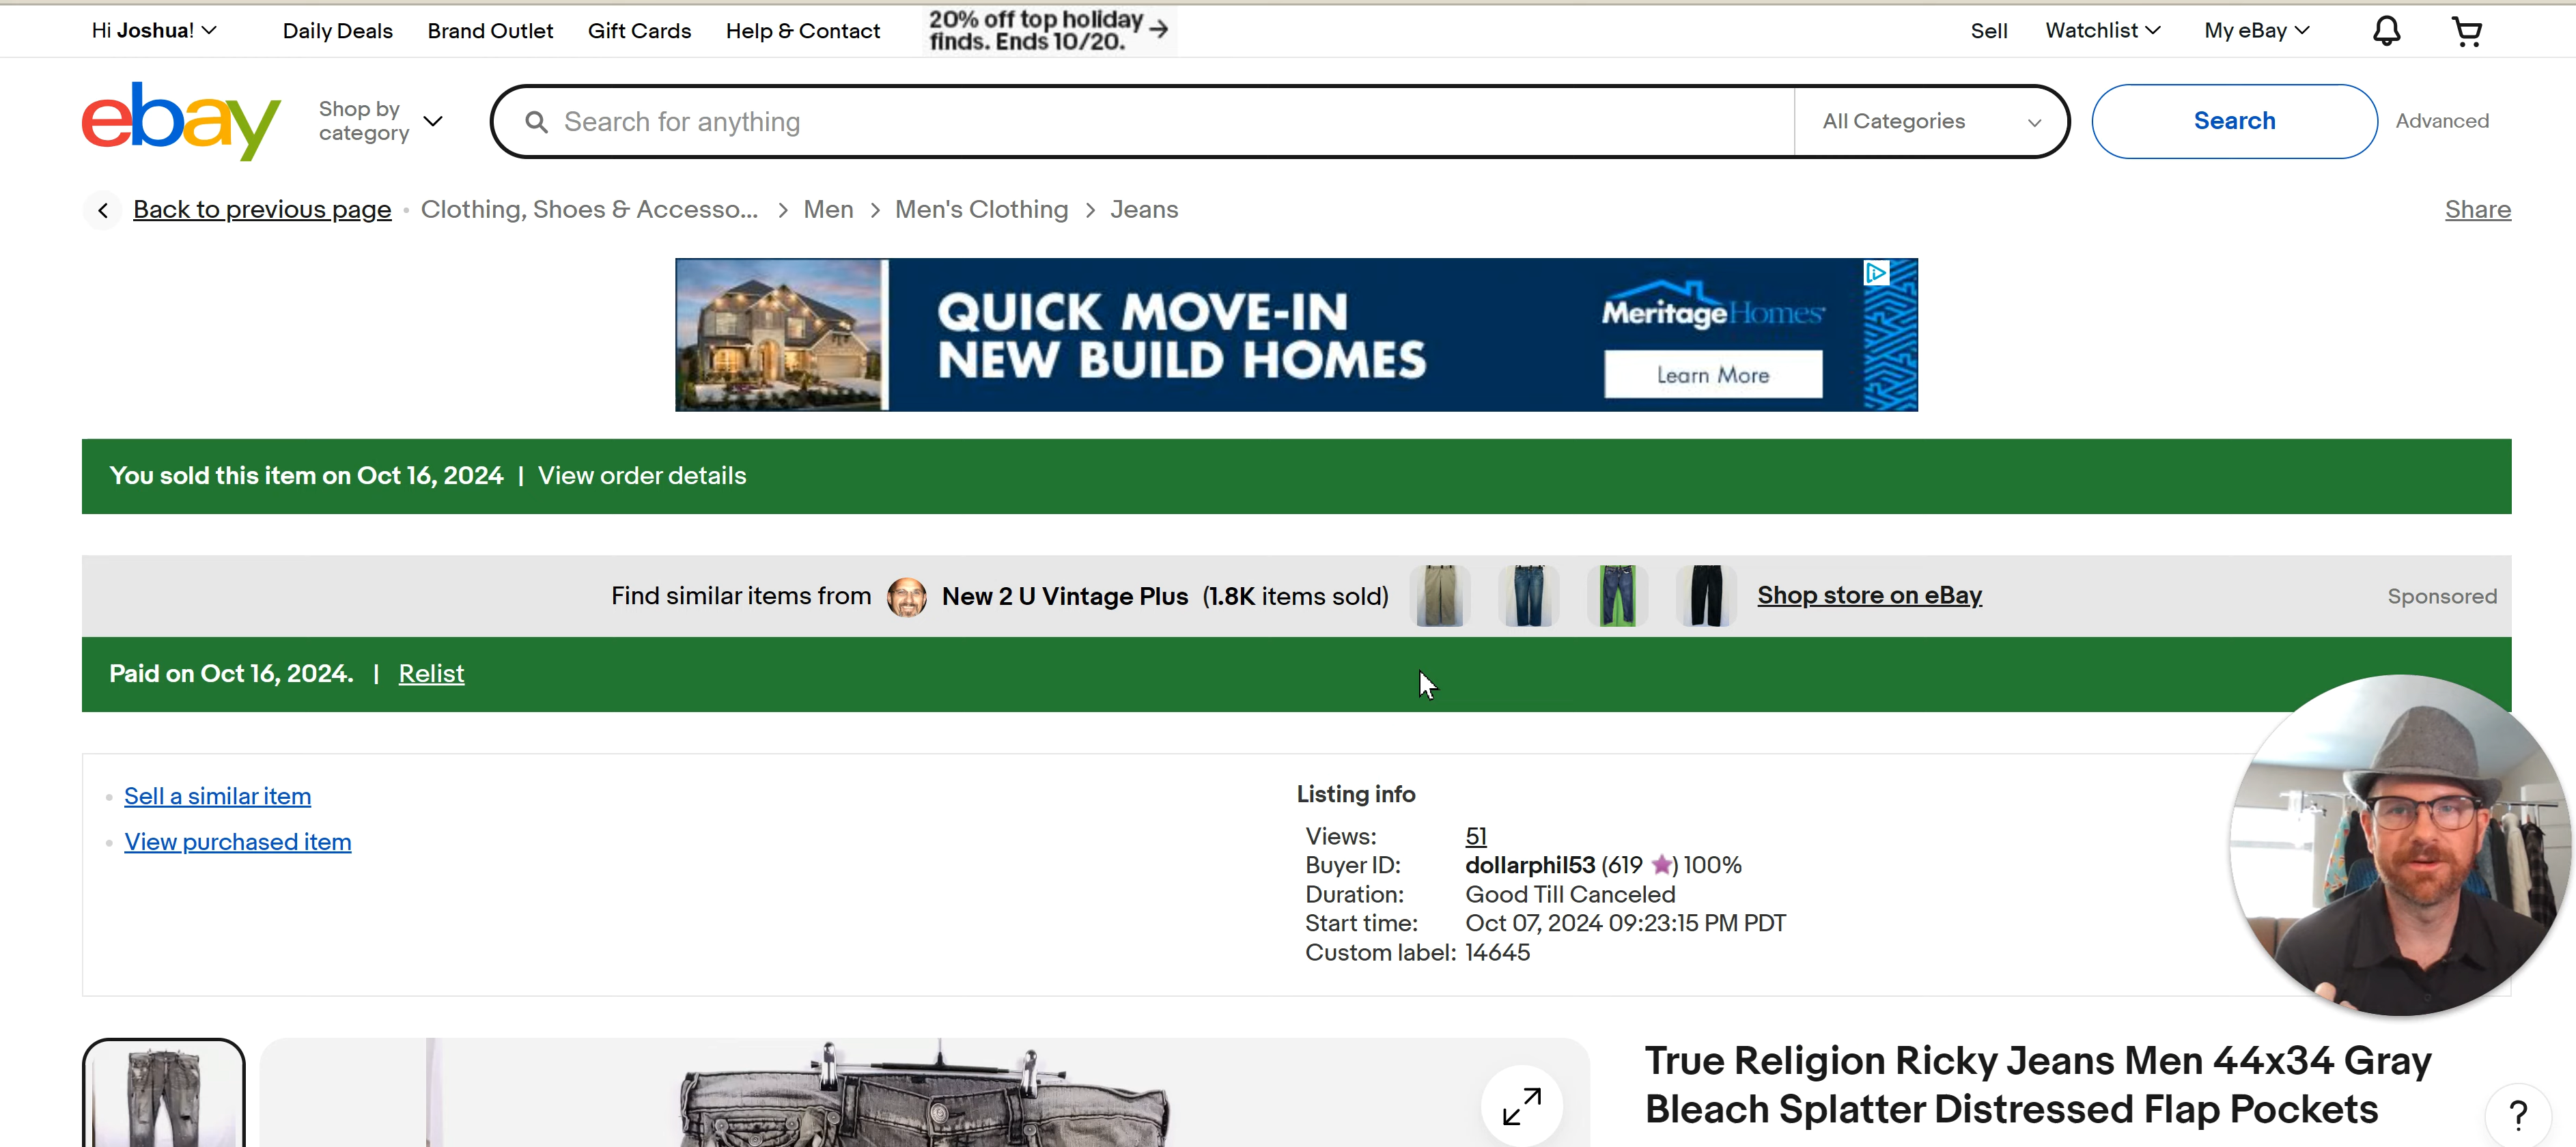 Hi Joshua!
Daily Deals
Brand Outlet
Gift Cards
Help & Contact
20% off top holiday
finds. Ends 10/20.
Sell
Watchlist
My eBay
ebay
Shop by
category
Search for anything
All Categories
Search
Advanced
Back to previous page
Clothing, Shoes & Accesso...
Men
Men's Clothing
Jeans
Share
QUICK MOVE-IN
NEW BUILD HOMES
MeritageHomes
Learn More
You sold this item on Oct 16, 2024 | View order details
Find similar items from New 2 U Vintage Plus (1.8K items sold) Shop store on eBay Sponsored
Paid on Oct 16, 2024. | Relist
Sell a similar item
View purchased item
Listing info
Views: 51
Buyer ID: dollarphil53 (619 ) 100%
Duration: Good Till Canceled
Start time: Oct 07, 2024 09:23:15 PM PDT
Custom label: 14645
True Religion Ricky Jeans Men 44x34 Gray
Bleach Splatter Distressed Flap Pockets
?